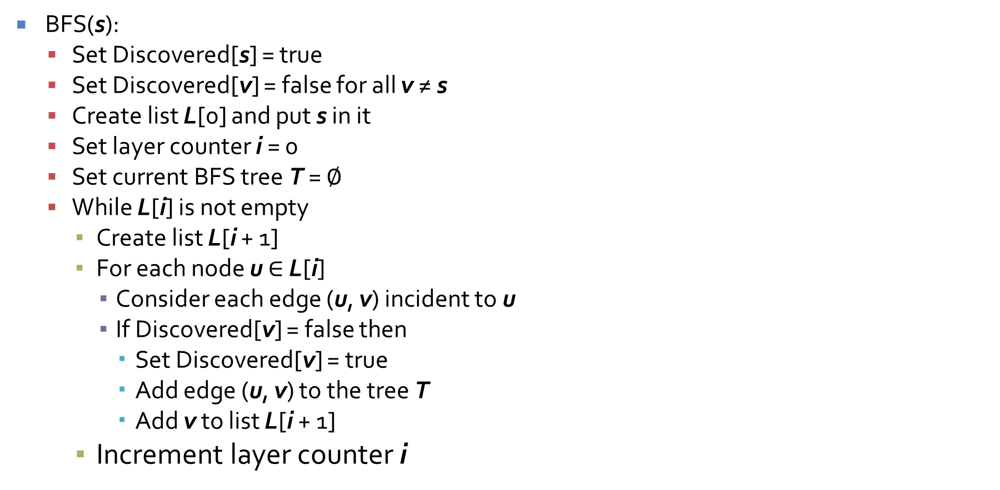 BFS(s):
Set Discovered[s] = true
Set Discovered[v] = false for all v ≠ s
Create list L[0] and put s in it
Set layer counter i = 0
Set current BFS tree T = ∅
While L[i] is not empty
Create list L[i + 1]
For each node u ∈ L[i]
Consider each edge (u, v) incident to u
If Discovered[v] = false then
Set Discovered[v] = true
Add edge (u, v) to the tree T
Add v to list L[i + 1]
Increment layer counter i